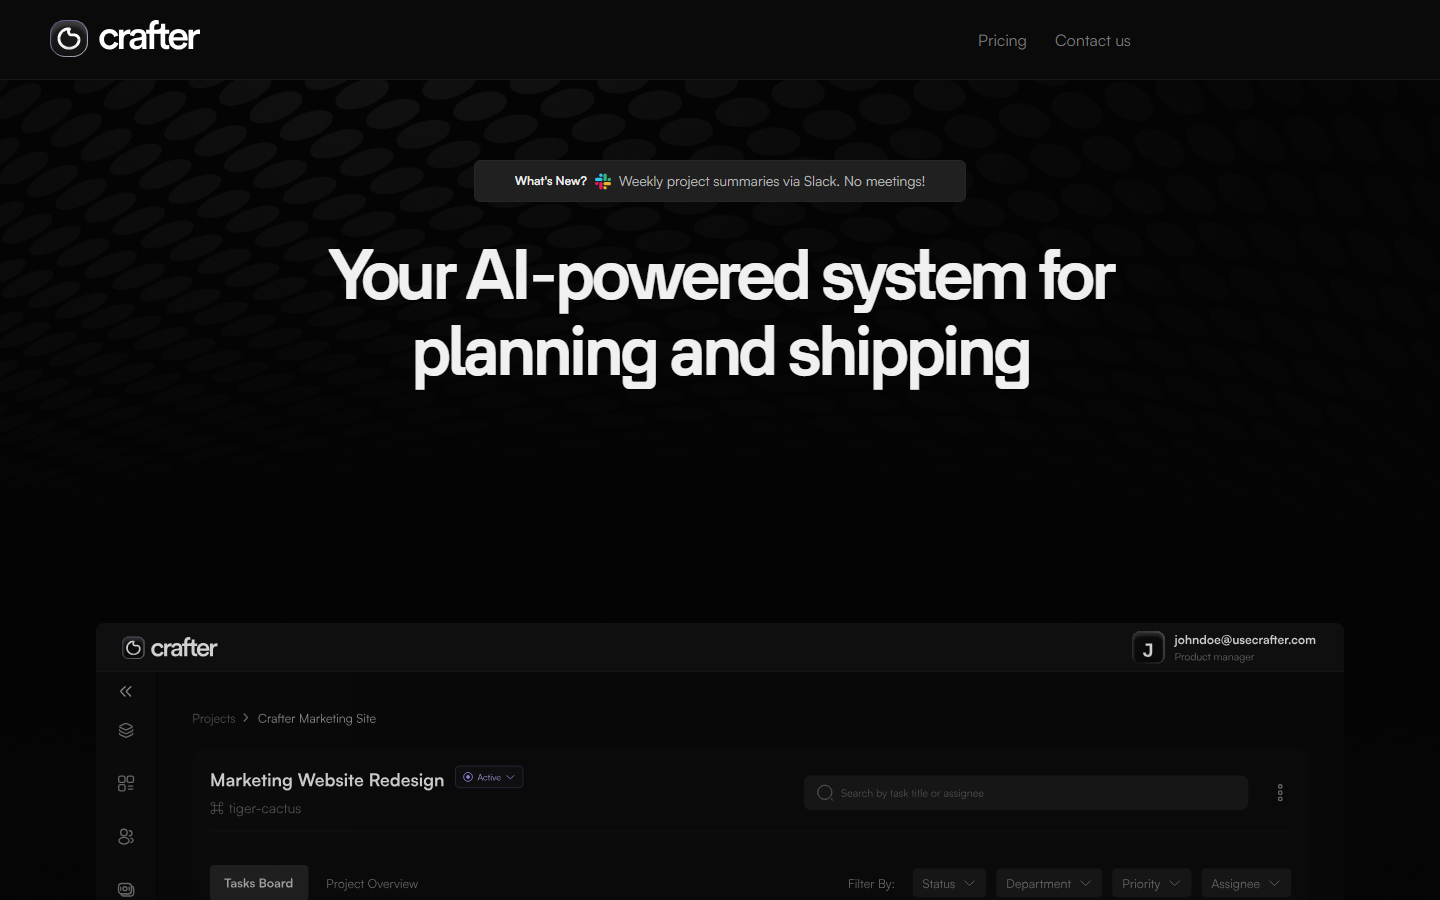 crafter
Pricing
Contact us
What's New? Weekly project summaries via Slack. No meetings!
Your AI-powered system for
planning and shipping
crafter
J
johndoe@usecrafter.com
Product manager
Projects
Crafter Marketing Site
Marketing Website Redesign
Active
tiger-cactus
Search by task title or assignee
Tasks Board
Project Overview
Filter By:
Status
Department
Priority
Assignee